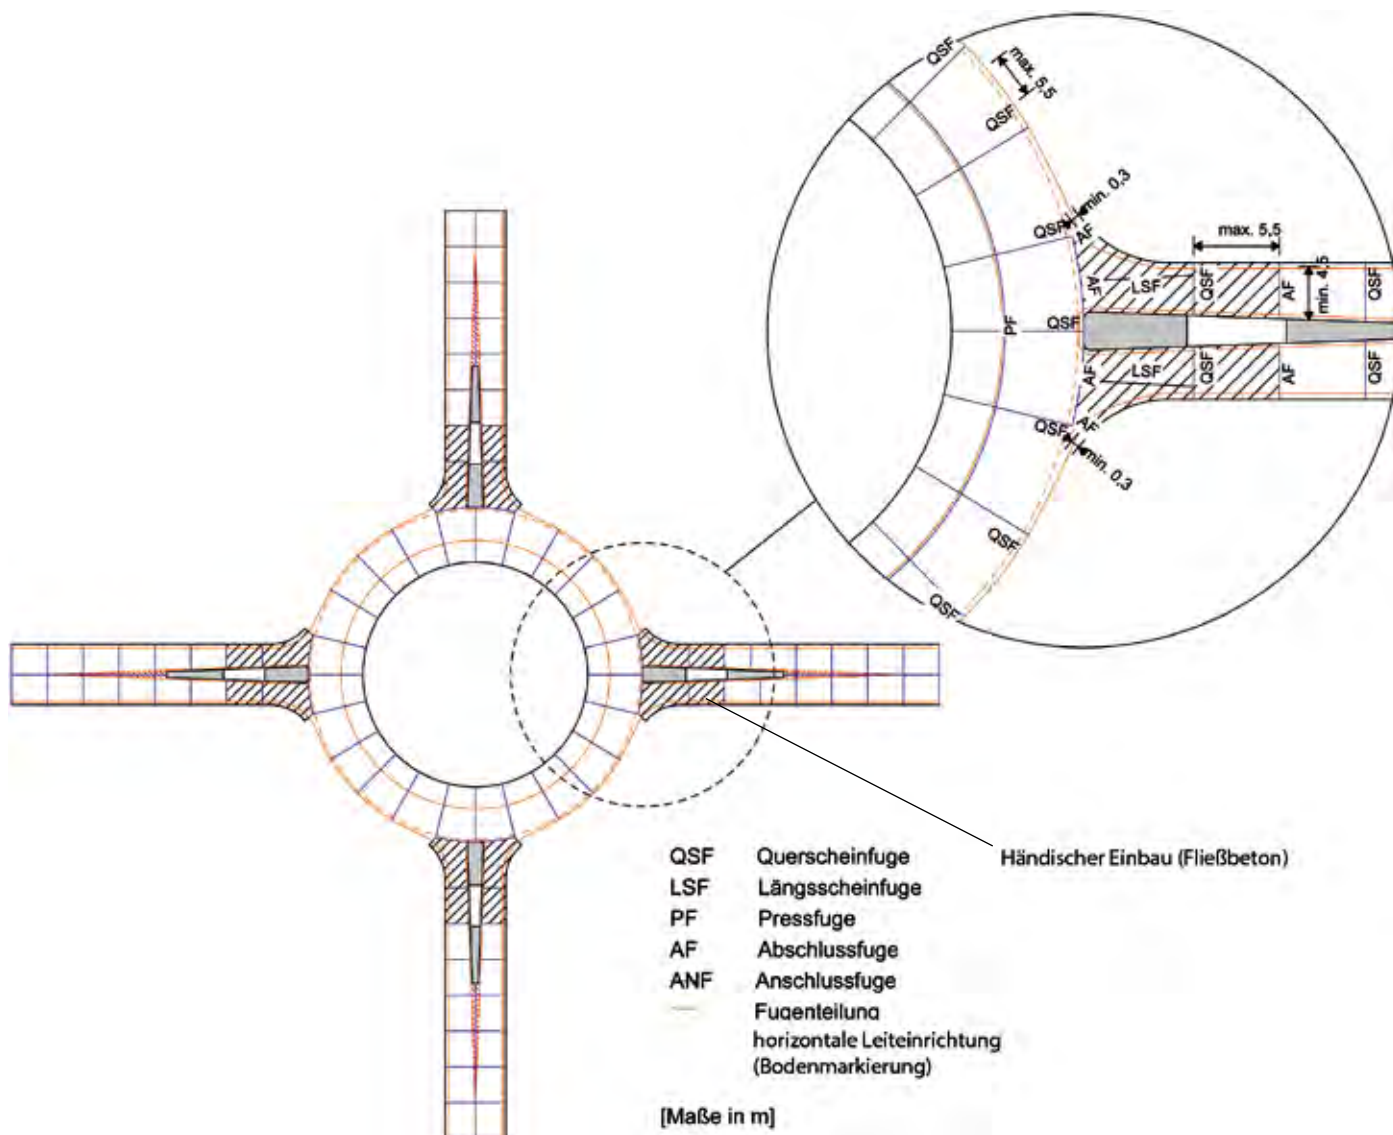 QSF
max. 5,5
QSF
min. 0,3
QSF
AF
max. 5,5
AF
LSF
QSF
AF
min. 4,5
QSF
PF
QSF
AF
LSF
QSF
AF
QSF
QSF
AF
min. 0,3
QSF
QSF
QSF Querscheinfuge
LSF Längsscheinfuge
PF Pressfuge
AF Abschlussfuge
ANF Anschlussfuge
Fugenteilung
horizontale Leiteinrichtung
(Bodenmarkierung)
Händischer Einbau (Fließbeton)
[Maße in m]